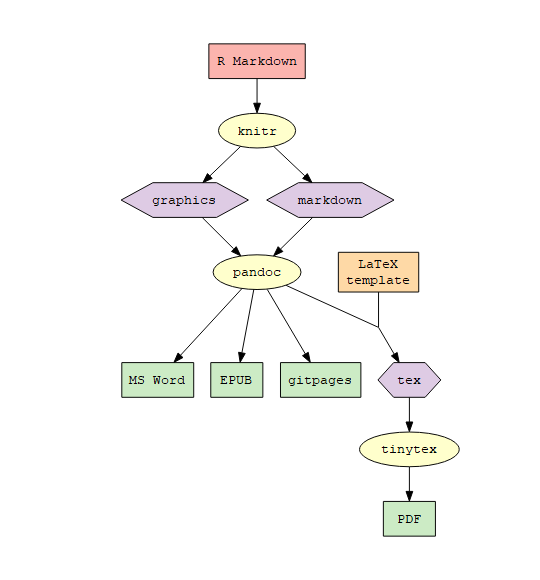 R Markdown
knitr
graphics
markdown
pandoc
LaTeX
template
MS Word
EPUB
gitpages
tex
tinytex
PDF